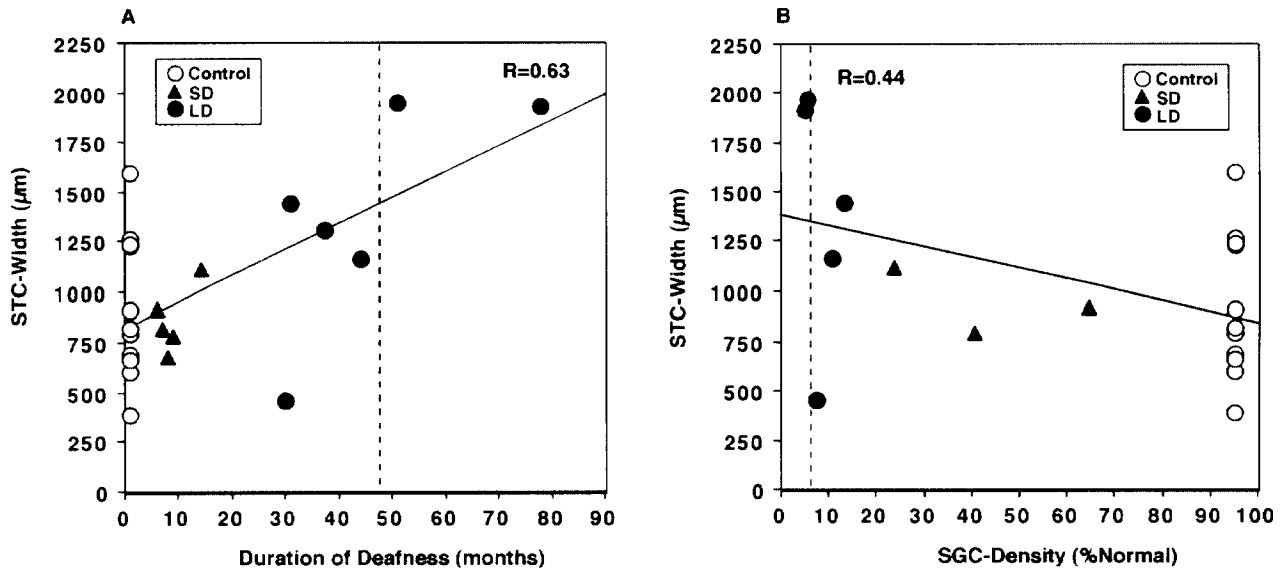 A
STC-Width (µm)
2250
2000
1750
1500
1250
1000
750
500
250
0
Control
SD
LD
R=0.63
0 10 20 30 40 50 60 70 80 90
Duration of Deafness (months)
B
STC-Width (µm)
2250
2000
1750
1500
1250
1000
750
500
250
0
R=0.44
Control
SD
LD
0 10 20 30 40 50 60 70 80 90 100
SGC-Density (%Normal)